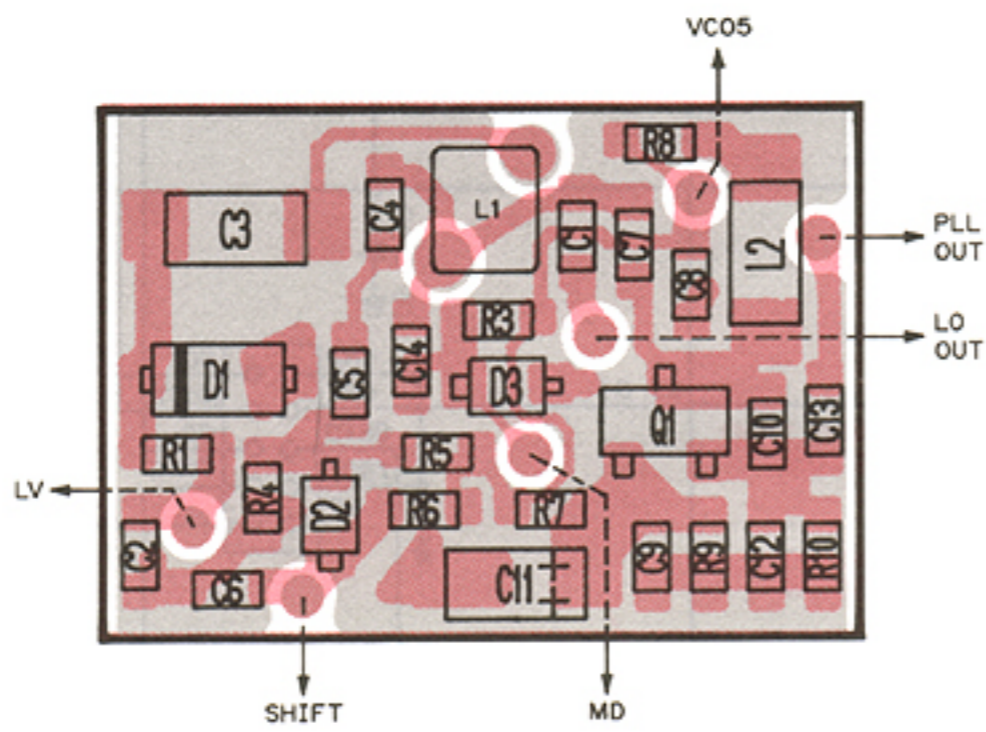 VCO5
R8
C3
C4
L1
C1
C7
L2
PLL
OUT
C8
R3
LO
OUT
D1
C5
C14
D3
Q1
C10
C13
R1
R5
LV
R4
D2
R6
R7
C2
C6
C11
C9
R9
C12
R10
SHIFT
MD